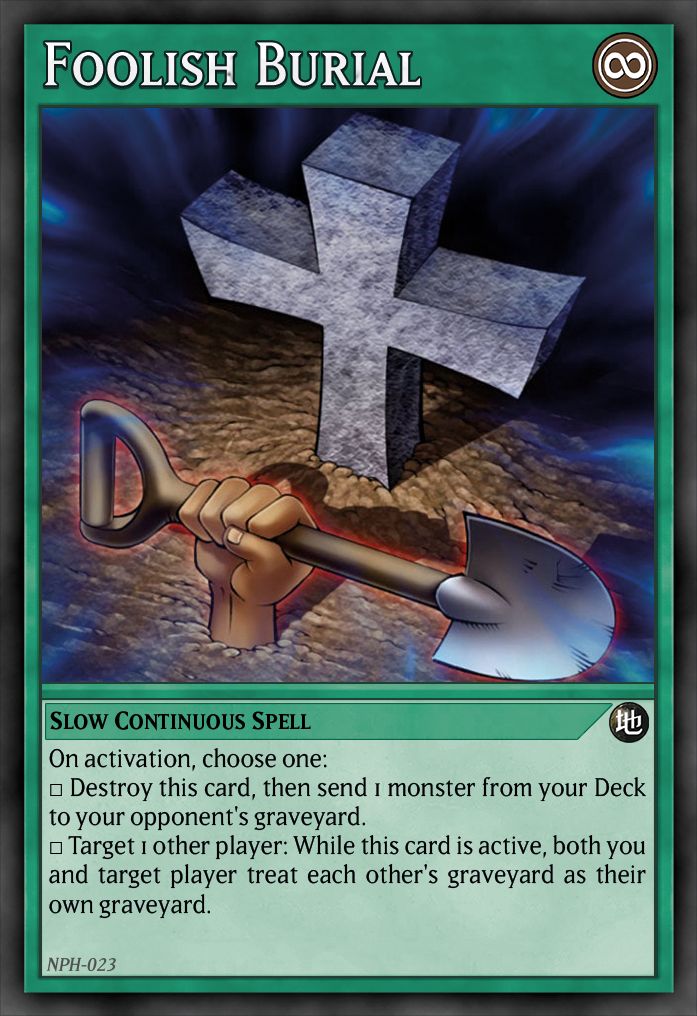 Foolish Burial
Slow Continuous Spell
On activation, choose one:
□ Destroy this card, then send 1 monster from your Deck
to your opponent's graveyard.
□ Target 1 other player: While this card is active, both you
and target player treat each other's graveyard as their
own graveyard.
NPH-023